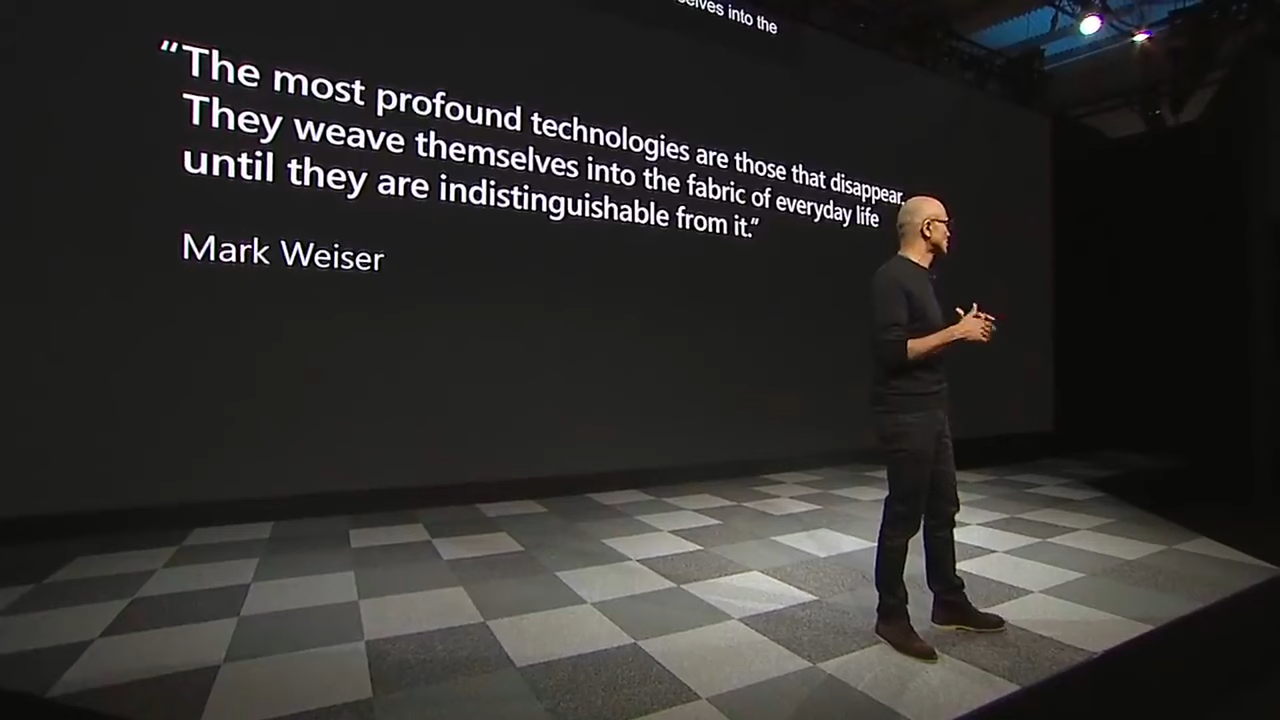 into the
“The most profound technologies are those that disappear.
They weave themselves into the fabric of everyday life
until they are indistinguishable from it.”
Mark Weiser